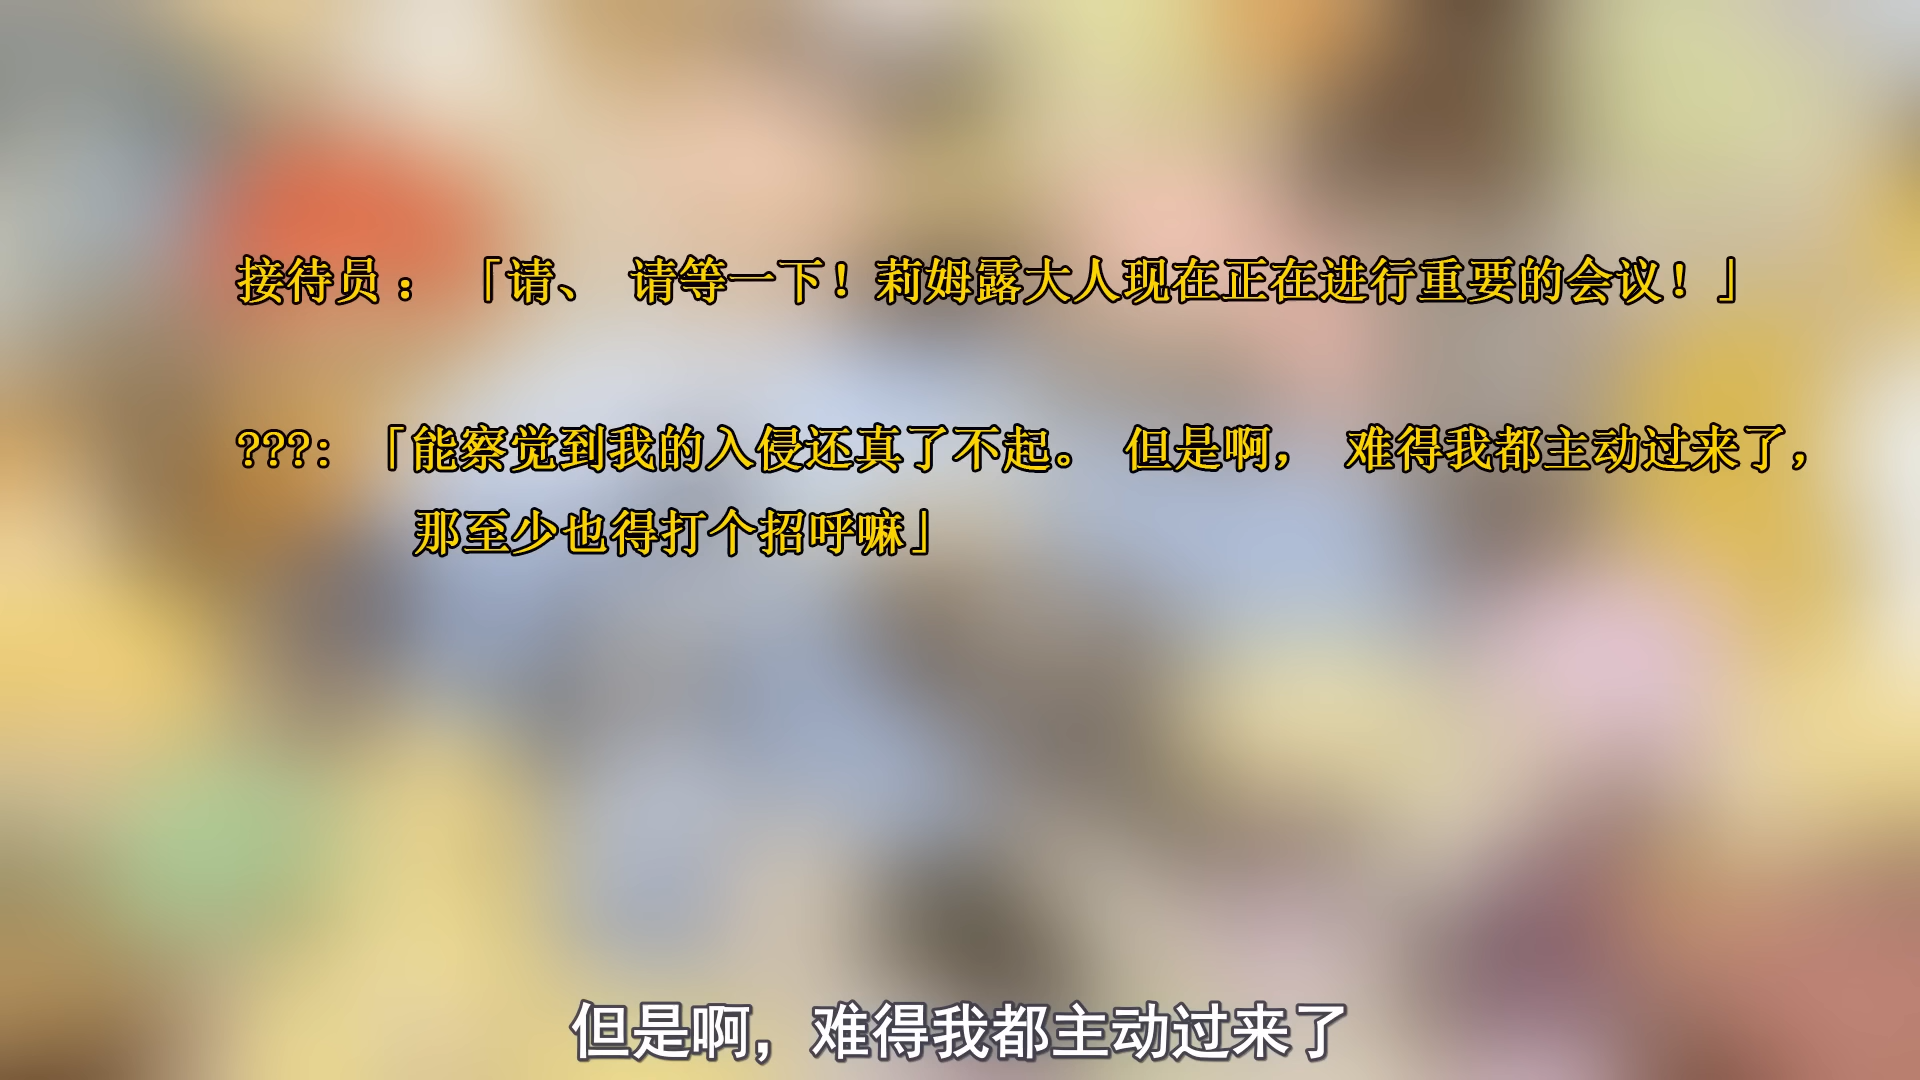 接待员： 「请、 请等一下！莉姆露大人现在正在进行重要的会议！」
???: 「能察觉到我的入侵还真了不起。 但是啊， 难得我都主动过来了，
那至少也得打个招呼嘛」
但是啊，难得我都主动过来了